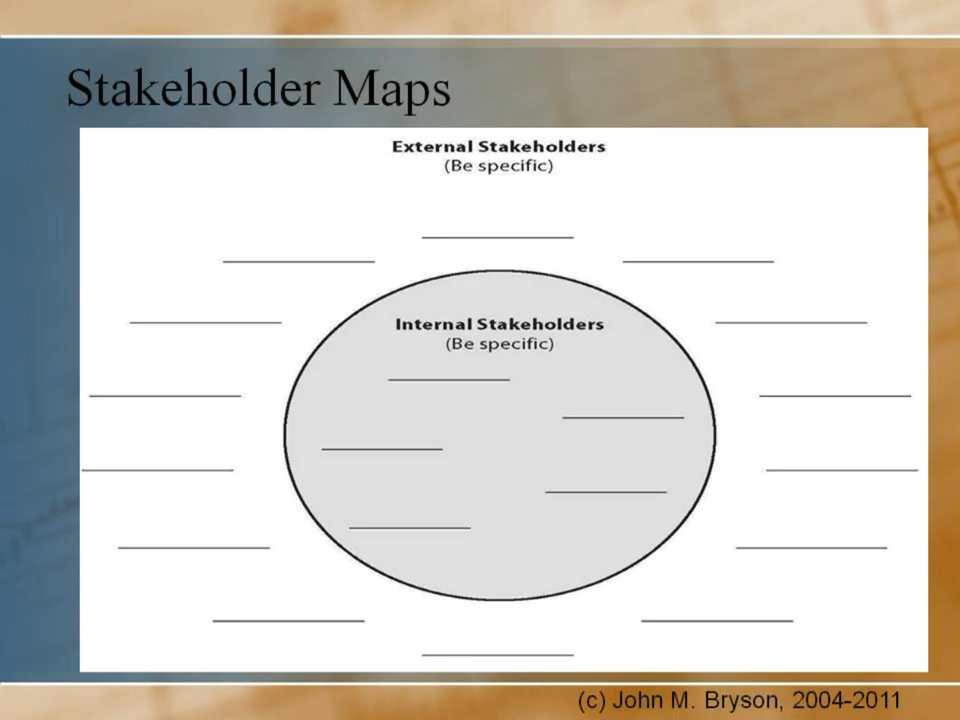 Stakeholder Maps
External Stakeholders
(Be specific)
Internal Stakeholders
(Be specific)
(c) John M. Bryson, 2004-2011